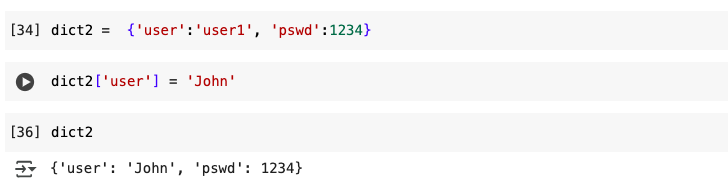 [34] dict2 = {'user':'user1', 'pswd':1234}
dict2['user'] = 'John'
[36] dict2
{'user': 'John', 'pswd': 1234}